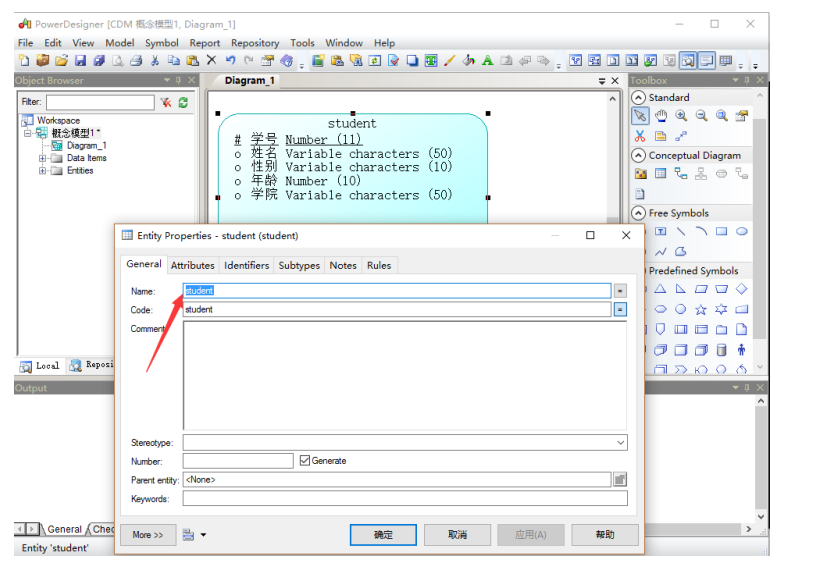 PowerDesigner [CDM 概念模型1, Diagram_1]
File Edit View Model Symbol Report Repository Tools Window Help
Object Browser
Diagram_1
Toolbox
Filter:
Workspace
概念模型1 *
Diagram_1
Data Items
Entities
student
# 学号 Number (11)
o 姓名 Variable characters (50)
o 性别 Variable characters (10)
o 年龄 Number (10)
o 学院 Variable characters (50)
Standard
Conceptual Diagram
Free Symbols
Predefined Symbols
Entity Properties - student (student)
General Attributes Identifiers Subtypes Notes Rules
Name: student =
Code: student =
Comment
Stereotype:
Number: Generate
Parent entity: <None>
Keywords:
More >> 确定 取消 应用(A) 帮助
Local Reposi
Output
General Chec
Entity 'student'